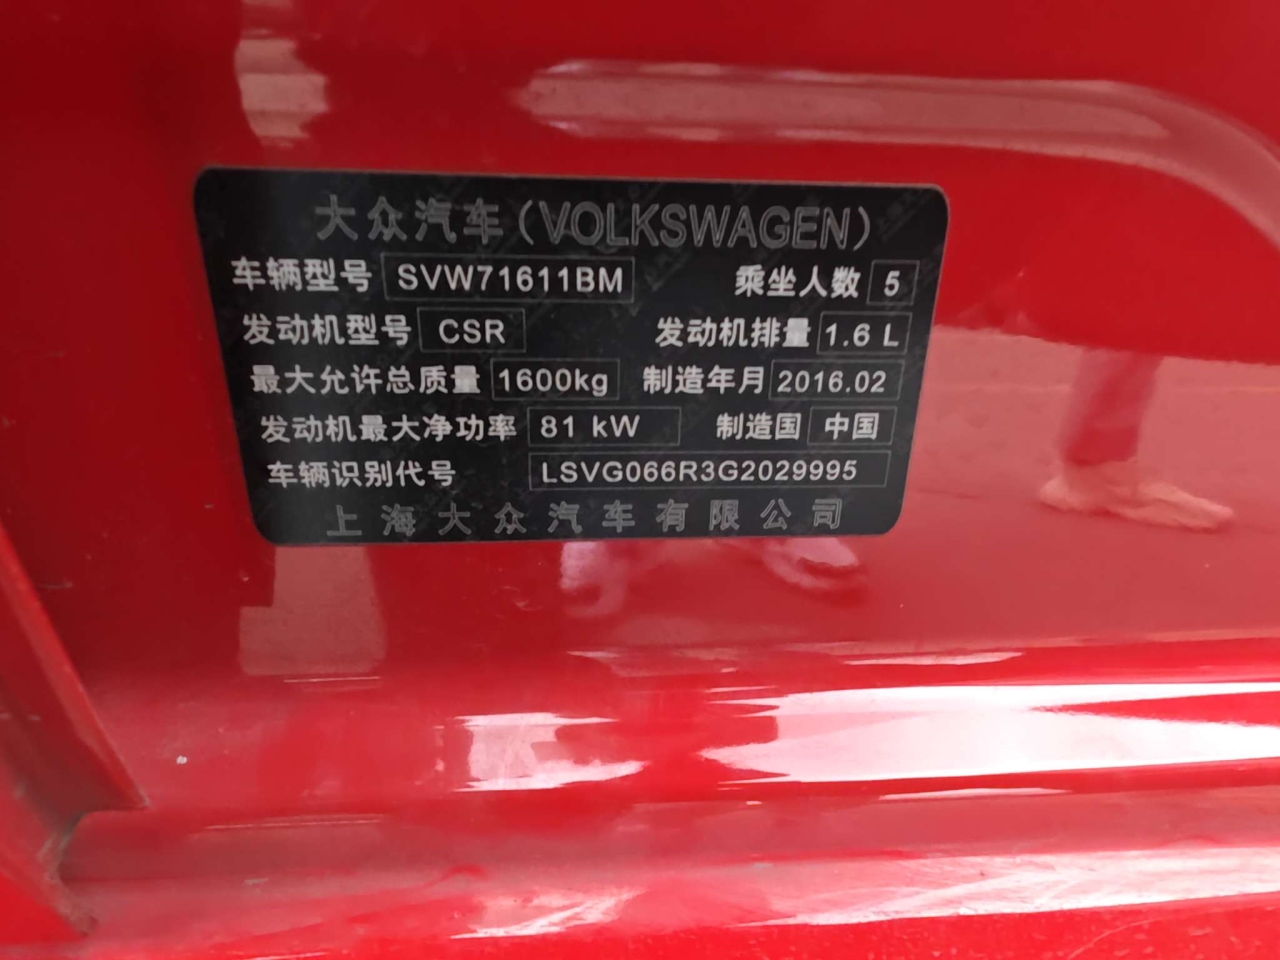 大众汽车(VOLKSWAGEN)
车辆型号 SVW71611BM 乘坐人数 5
发动机型号 CSR 发动机排量 1.6 L
最大允许总质量 1600kg 制造年月 2016.02
发动机最大净功率 81 kW 制造国 中国
车辆识别代号 LSVG066R3G2029995
上海大众汽车有限公司